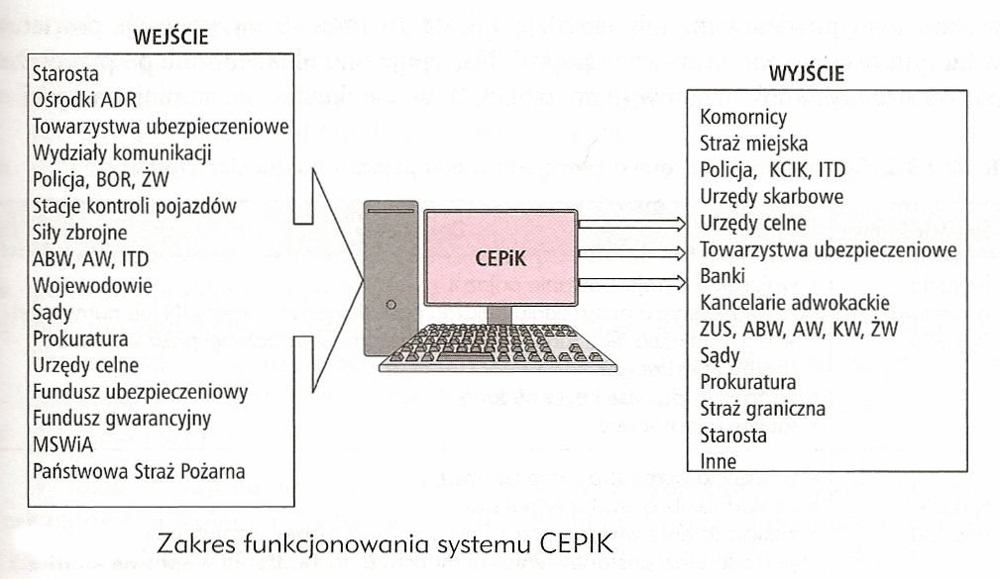 WEJŚCIE
Starosta
Ośrodki ADR
Towarzystwa ubezpieczeniowe
Wydziały komunikacji
Policja, BOR, ŻW
Stacje kontroli pojazdów
Siły zbrojne
ABW, AW, ITD
Wojewodowie
Sądy
Prokuratura
Urzędy celne
Fundusz ubezpieczeniowy
Fundusz gwarancyjny
MSWiA
Państwowa Straż Pożarna
CEPiK
WYJŚCIE
Komornicy
Straż miejska
Policja, KCIK, ITD
Urzędy skarbowe
Urzędy celne
Towarzystwa ubezpieczeniowe
Banki
Kancelarie adwokackie
ZUS, ABW, AW, KW, ŻW
Sądy
Prokuratura
Straż graniczna
Starosta
Inne
Zakres funkcjonowania systemu CEPIK